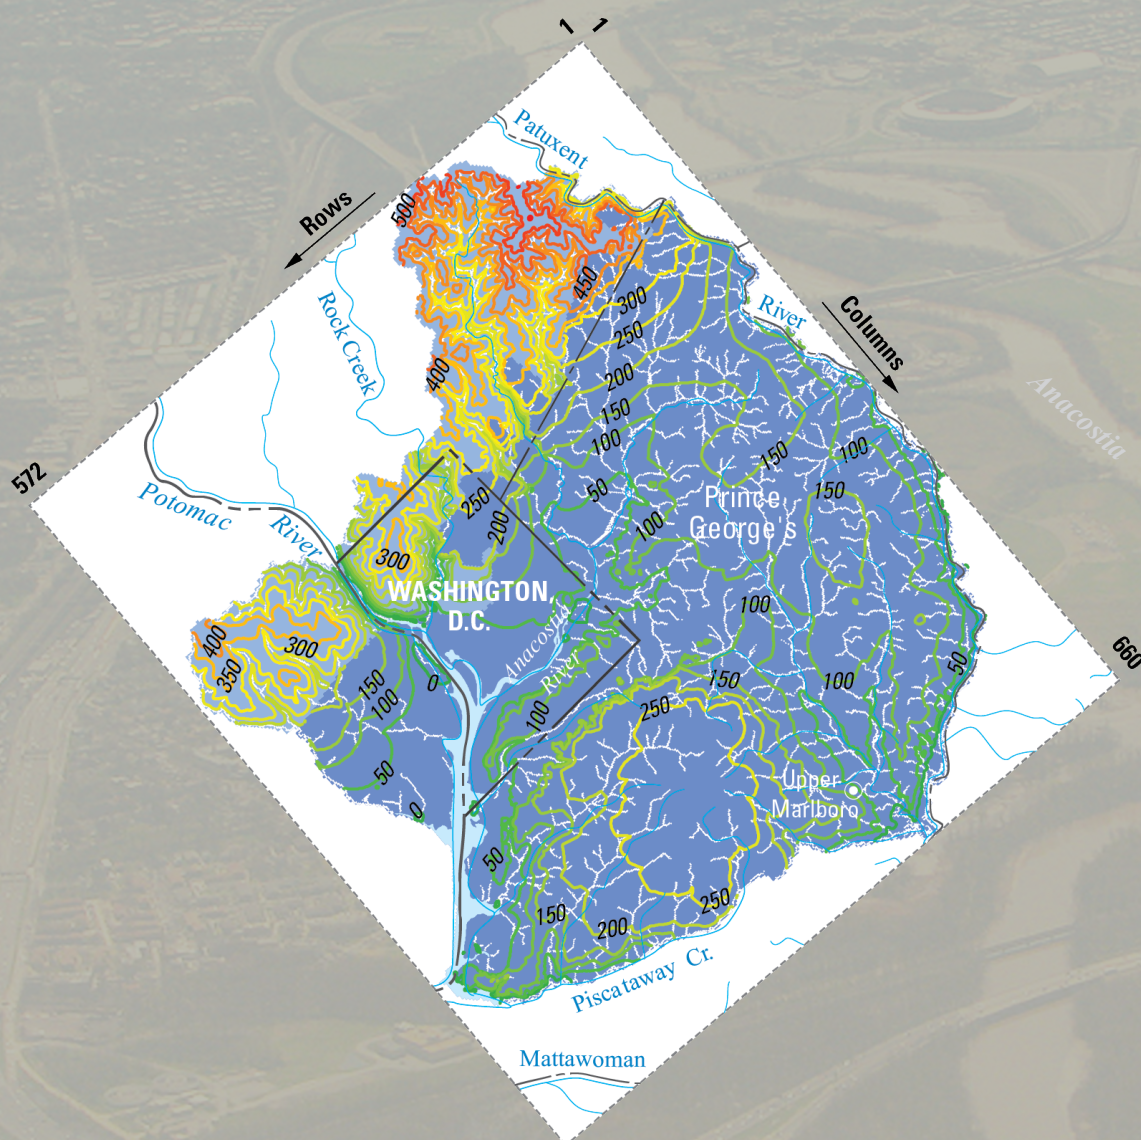 1 1
Patuxent
500
Rows
450
300
River
Columns
Rock Creek
250
400
200
150
100
Anacostia
150
100
572
Potomac
River
250
50
150
200
100
Prince
George's
300
WASHINGTON,
D.C.
100
Anacostia
River
400
300
350
660
50
150
100
0
150
100
250
100
50
Upper
Marlboro
0
50
150
200
250
Piscataway Cr.
Mattawoman